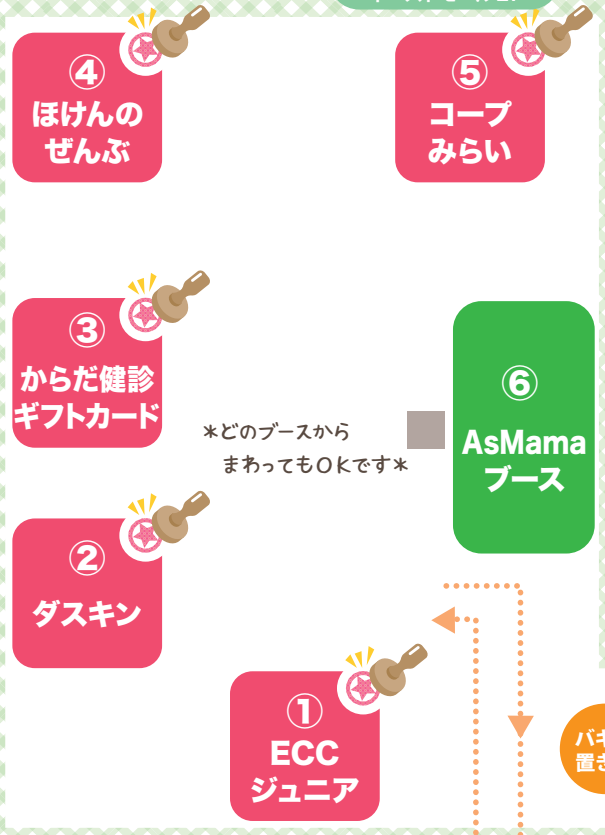 ④
ほけんの
ぜんぶ
⑤
コープ
みらい
③
からだ健診
ギフトカード
*どのブースから
まわってもOKです*
⑥
AsMama
ブース
②
ダスキン
①
ECC
ジュニア